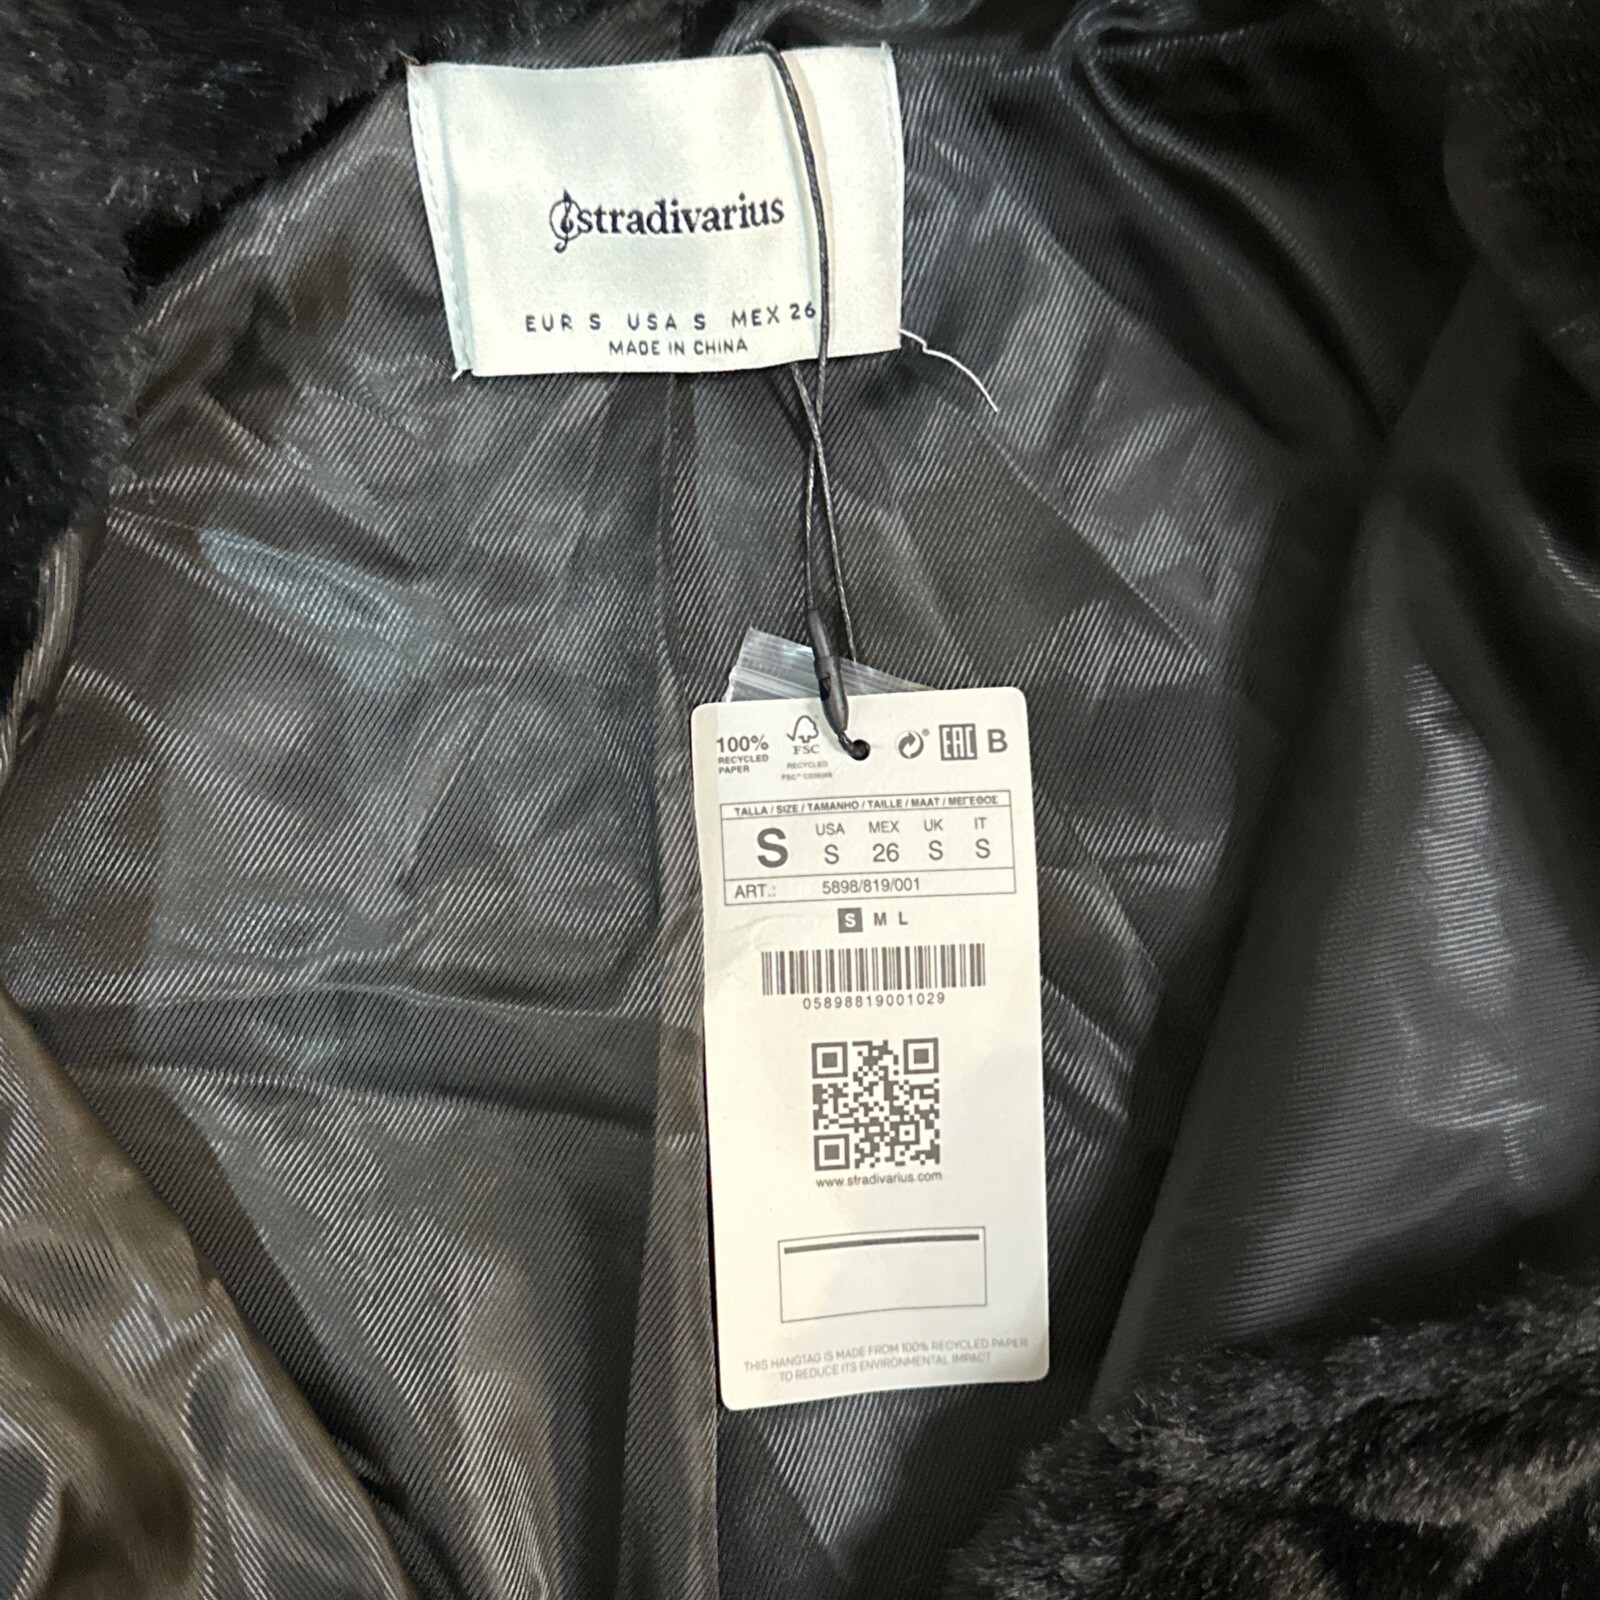 stradivarius
EUR S USA S MEX 26
MADE IN CHINA
100%
RECYCLED
PAPER
FSC
RECYCLED
EAC B
TALLA / SIZE / TAMANHO / TAILLE / MAAT / ΜΕΓΕΘΟΣ
USA MEX UK IT
S S 26 S S
ART.: 5898/819/001
S M L
05898819001029
www.stradivarius.com
THIS HANGTAG IS MADE FROM 100% RECYCLED PAPER
TO REDUCE ITS ENVIRONMENTAL IMPACT